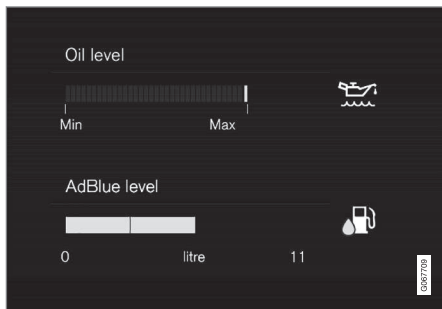 Oil level
Min Max
AdBlue level
0 litre 11
G067709